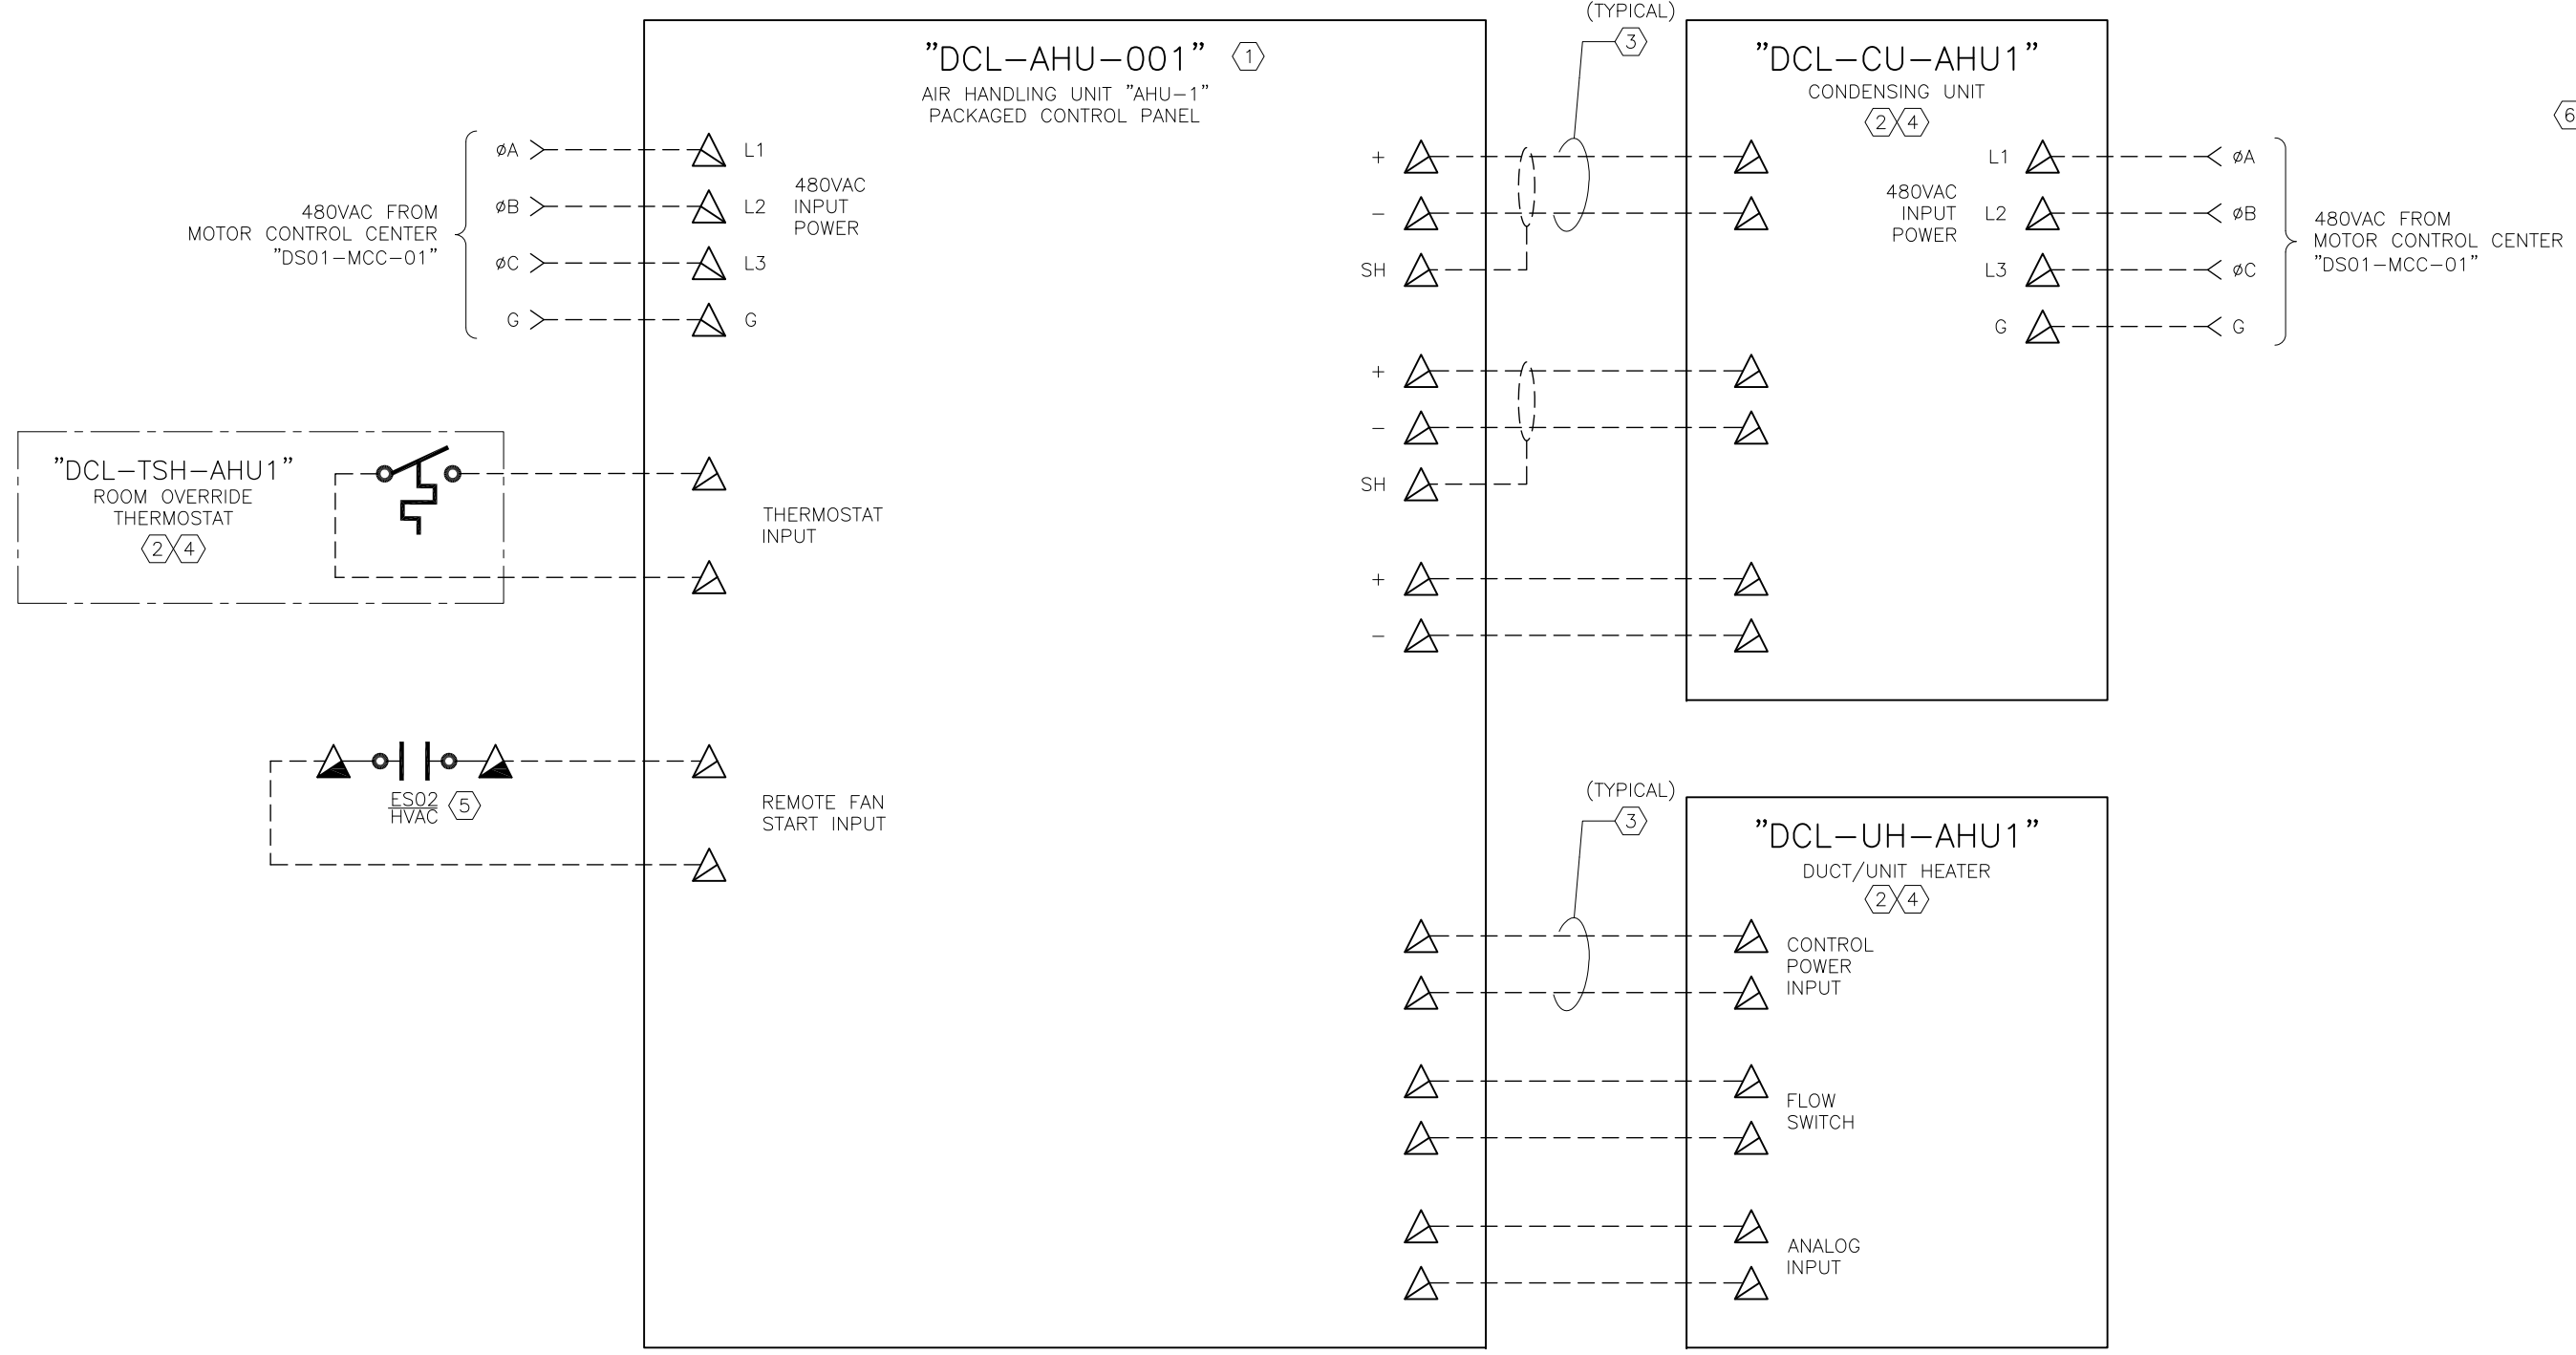 "DCL-AHU-001" 1
AIR HANDLING UNIT "AHU-1"
PACKAGED CONTROL PANEL
480VAC FROM
MOTOR CONTROL CENTER
"DS01-MCC-01"
øA
øB
øC
G
L1
L2
L3
G
480VAC
INPUT
POWER
"DCL-TSH-AHU1"
ROOM OVERRIDE
THERMOSTAT
2 4
THERMOSTAT
INPUT
ES02
HVAC
5
REMOTE FAN
START INPUT
+
-
SH
+
-
SH
+
-
(TYPICAL)
3
"DCL-CU-AHU1"
CONDENSING UNIT
2 4
480VAC
INPUT
POWER
L1
L2
L3
G
øA
øB
øC
G
480VAC FROM
MOTOR CONTROL CENTER
"DS01-MCC-01"
6
(TYPICAL)
3
"DCL-UH-AHU1"
DUCT/UNIT HEATER
2 4
CONTROL
POWER
INPUT
FLOW
SWITCH
ANALOG
INPUT